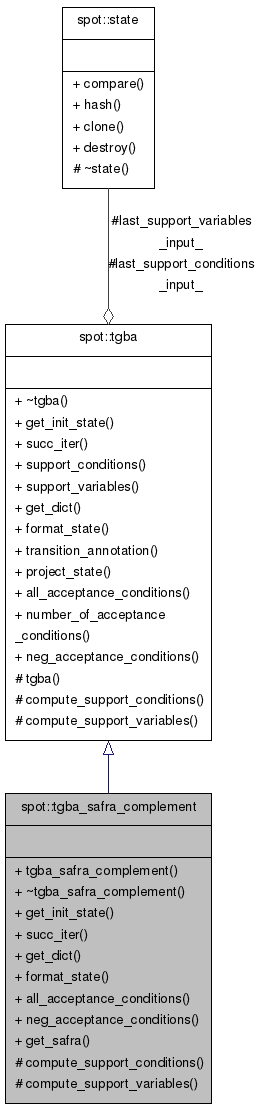 spot::state
+ compare()
+ hash()
+ clone()
+ destroy()
# ~state()
#last_support_variables
_input_
#last_support_conditions
_input_
spot::tgba
+ ~tgba()
+ get_init_state()
+ succ_iter()
+ support_conditions()
+ support_variables()
+ get_dict()
+ format_state()
+ transition_annotation()
+ project_state()
+ all_acceptance_conditions()
+ number_of_acceptance
_conditions()
+ neg_acceptance_conditions()
# tgba()
# compute_support_conditions()
# compute_support_variables()
spot::tgba_safra_complement
+ tgba_safra_complement()
+ ~tgba_safra_complement()
+ get_init_state()
+ succ_iter()
+ get_dict()
+ format_state()
+ all_acceptance_conditions()
+ neg_acceptance_conditions()
+ get_safra()
# compute_support_conditions()
# compute_support_variables()